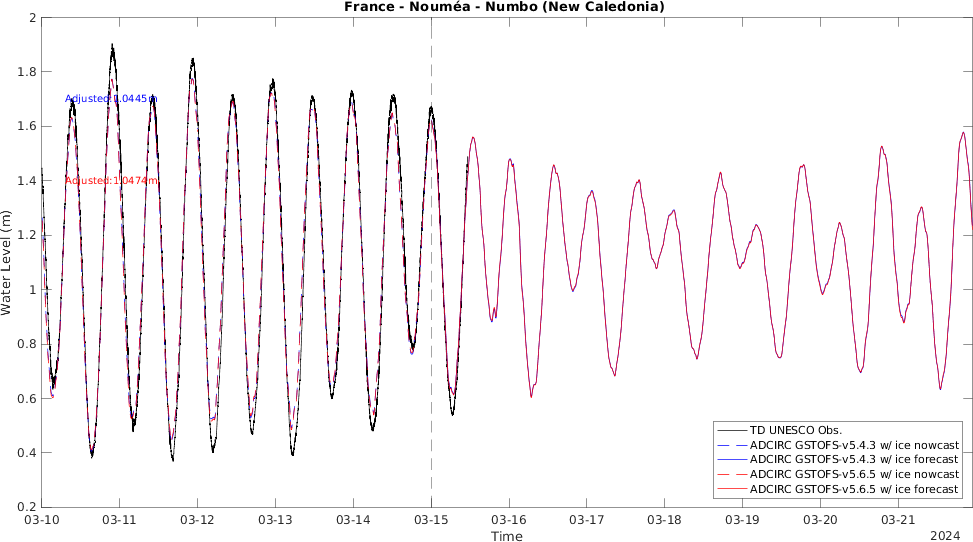 France - Nouméa - Numbo (New Caledonia)
2
1.8
1.6
1.4
1.2
1
0.8
0.6
0.4
0.2
Water Level (m)
Adjusted:1.0445m
Adjusted:1.0474m
TD UNESCO Obs.
ADCIRC GSTOFS-v5.4.3 w/ ice nowcast
ADCIRC GSTOFS-v5.4.3 w/ ice forecast
ADCIRC GSTOFS-v5.6.5 w/ ice nowcast
ADCIRC GSTOFS-v5.6.5 w/ ice forecast
03-10 03-11 03-12 03-13 03-14 03-15 03-16 03-17 03-18 03-19 03-20 03-21
Time
2024